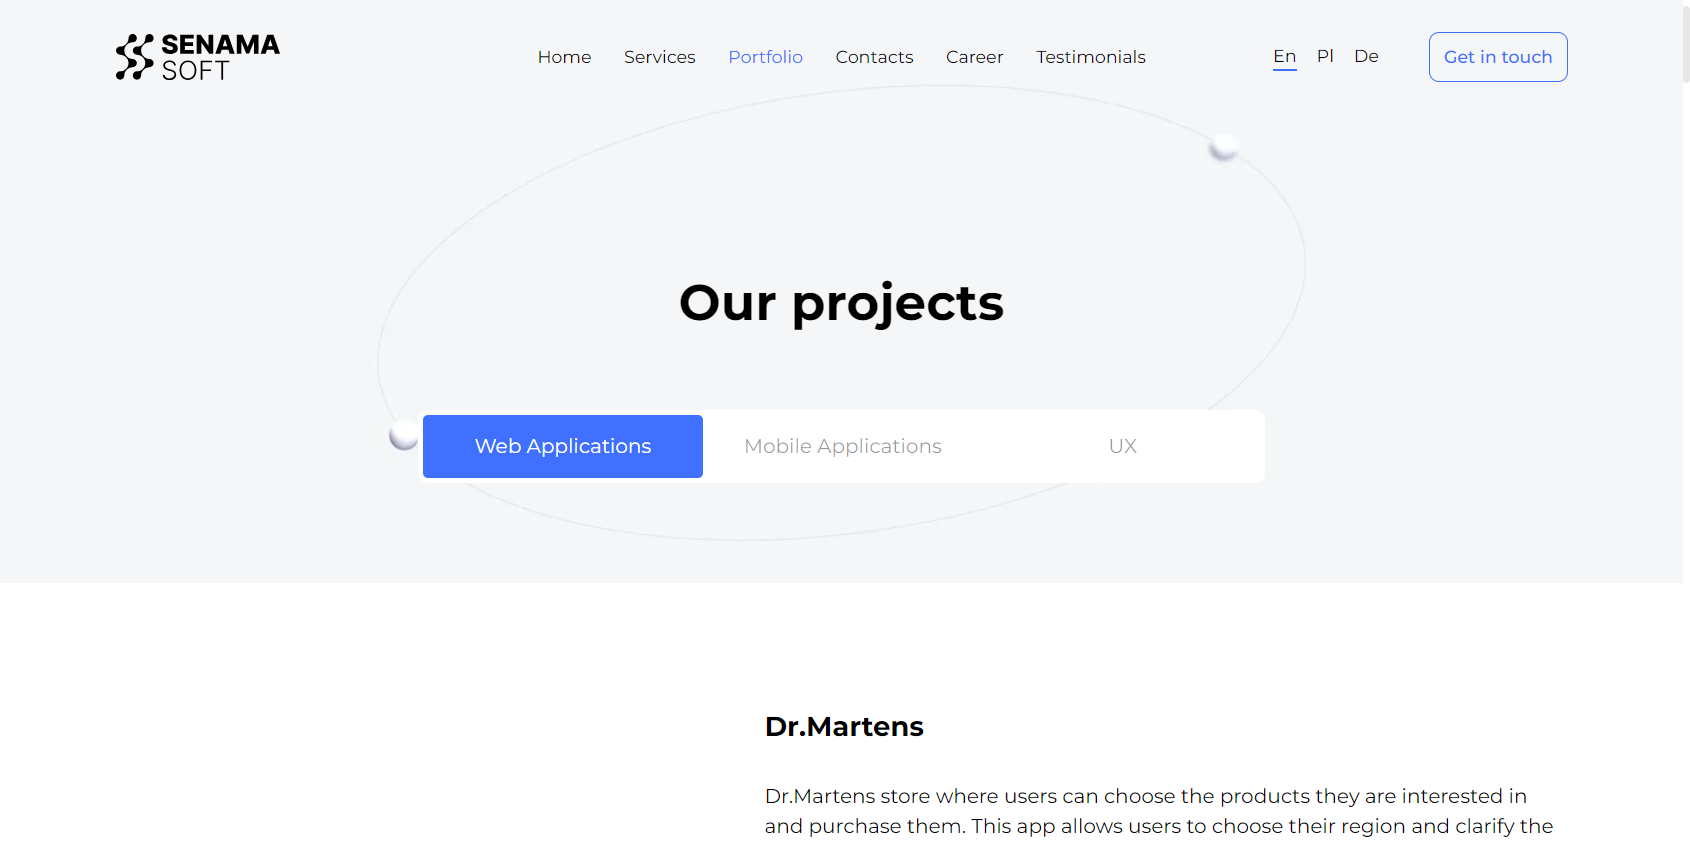 SENAMA
SOFT
Home Services Portfolio Contacts Career Testimonials
En Pl De
Get in touch
Our projects
Web Applications Mobile Applications UX
Dr.Martens
Dr.Martens store where users can choose the products they are interested in
and purchase them. This app allows users to choose their region and clarify the